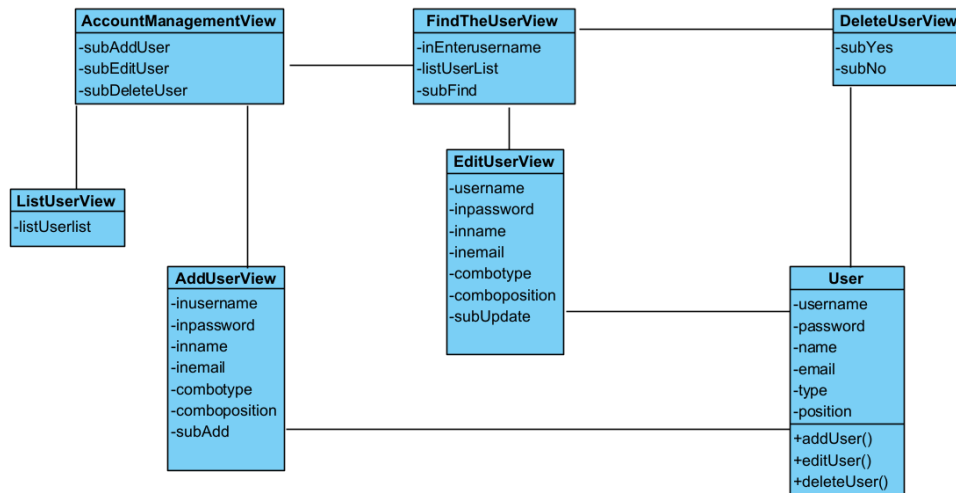 AccountManagementView
-subAddUser
-subEditUser
-subDeleteUser
FindTheUserView
-inEnterusername
-listUserList
-subFind
DeleteUserView
-subYes
-subNo
ListUserView
-listUserlist
EditUserView
-username
-inpassword
-inname
-inemail
-combotype
-comboposition
-subUpdate
AddUserView
-inusername
-inpassword
-inname
-inemail
-combotype
-comboposition
-subAdd
User
-username
-password
-name
-email
-type
-position
+addUser()
+editUser()
+deleteUser()